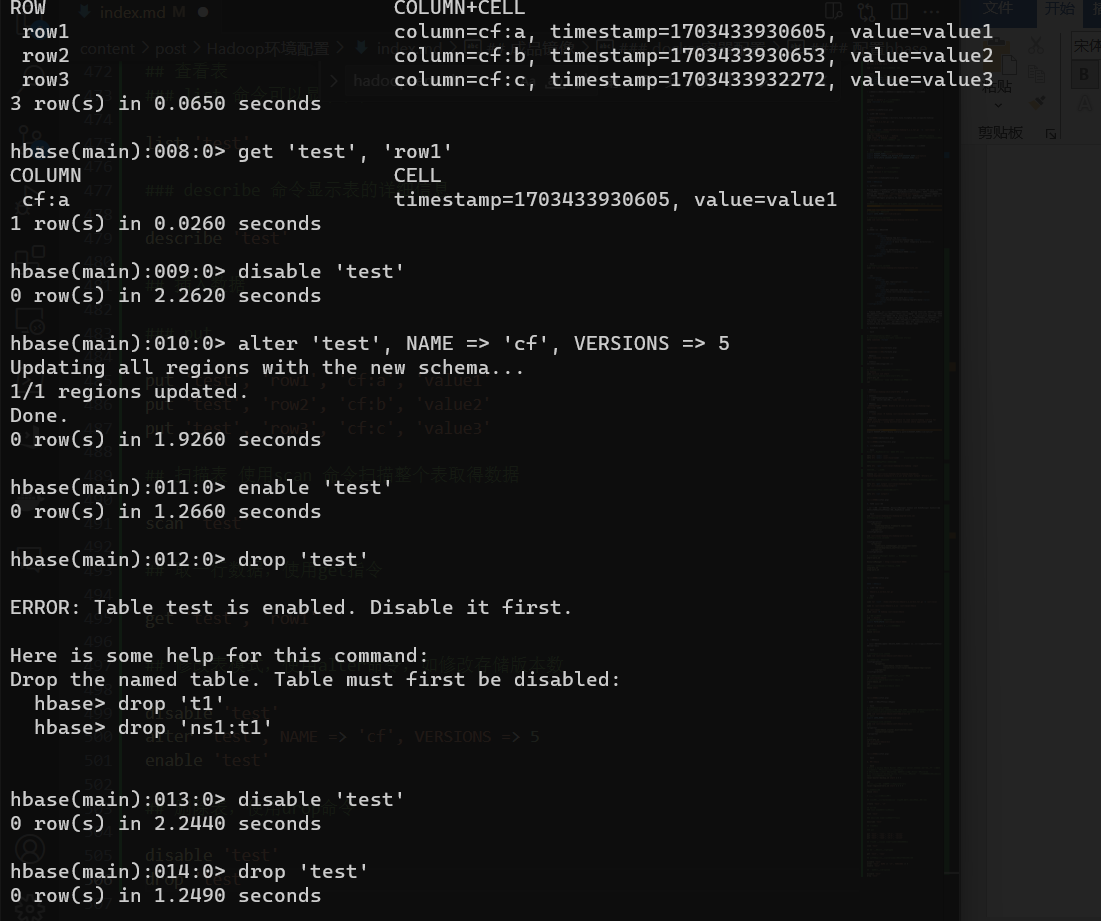 ROW COLUMN+CELL
row1 column=cf:a, timestamp=1703433930605, value=value1
row2 column=cf:b, timestamp=1703433930653, value=value2
row3 column=cf:c, timestamp=1703433932272, value=value3
3 row(s) in 0.0650 seconds
hbase(main):008:0> get 'test', 'row1'
COLUMN CELL
cf:a timestamp=1703433930605, value=value1
1 row(s) in 0.0260 seconds
hbase(main):009:0> disable 'test'
0 row(s) in 2.2620 seconds
hbase(main):010:0> alter 'test', NAME => 'cf', VERSIONS => 5
Updating all regions with the new schema...
1/1 regions updated.
Done.
0 row(s) in 1.9260 seconds
hbase(main):011:0> enable 'test'
0 row(s) in 1.2660 seconds
hbase(main):012:0> drop 'test'
ERROR: Table test is enabled. Disable it first.
Here is some help for this command:
Drop the named table. Table must first be disabled:
hbase> drop 't1'
hbase> drop 'ns1:t1'
hbase(main):013:0> disable 'test'
0 row(s) in 2.2440 seconds
hbase(main):014:0> drop 'test'
0 row(s) in 1.2490 seconds